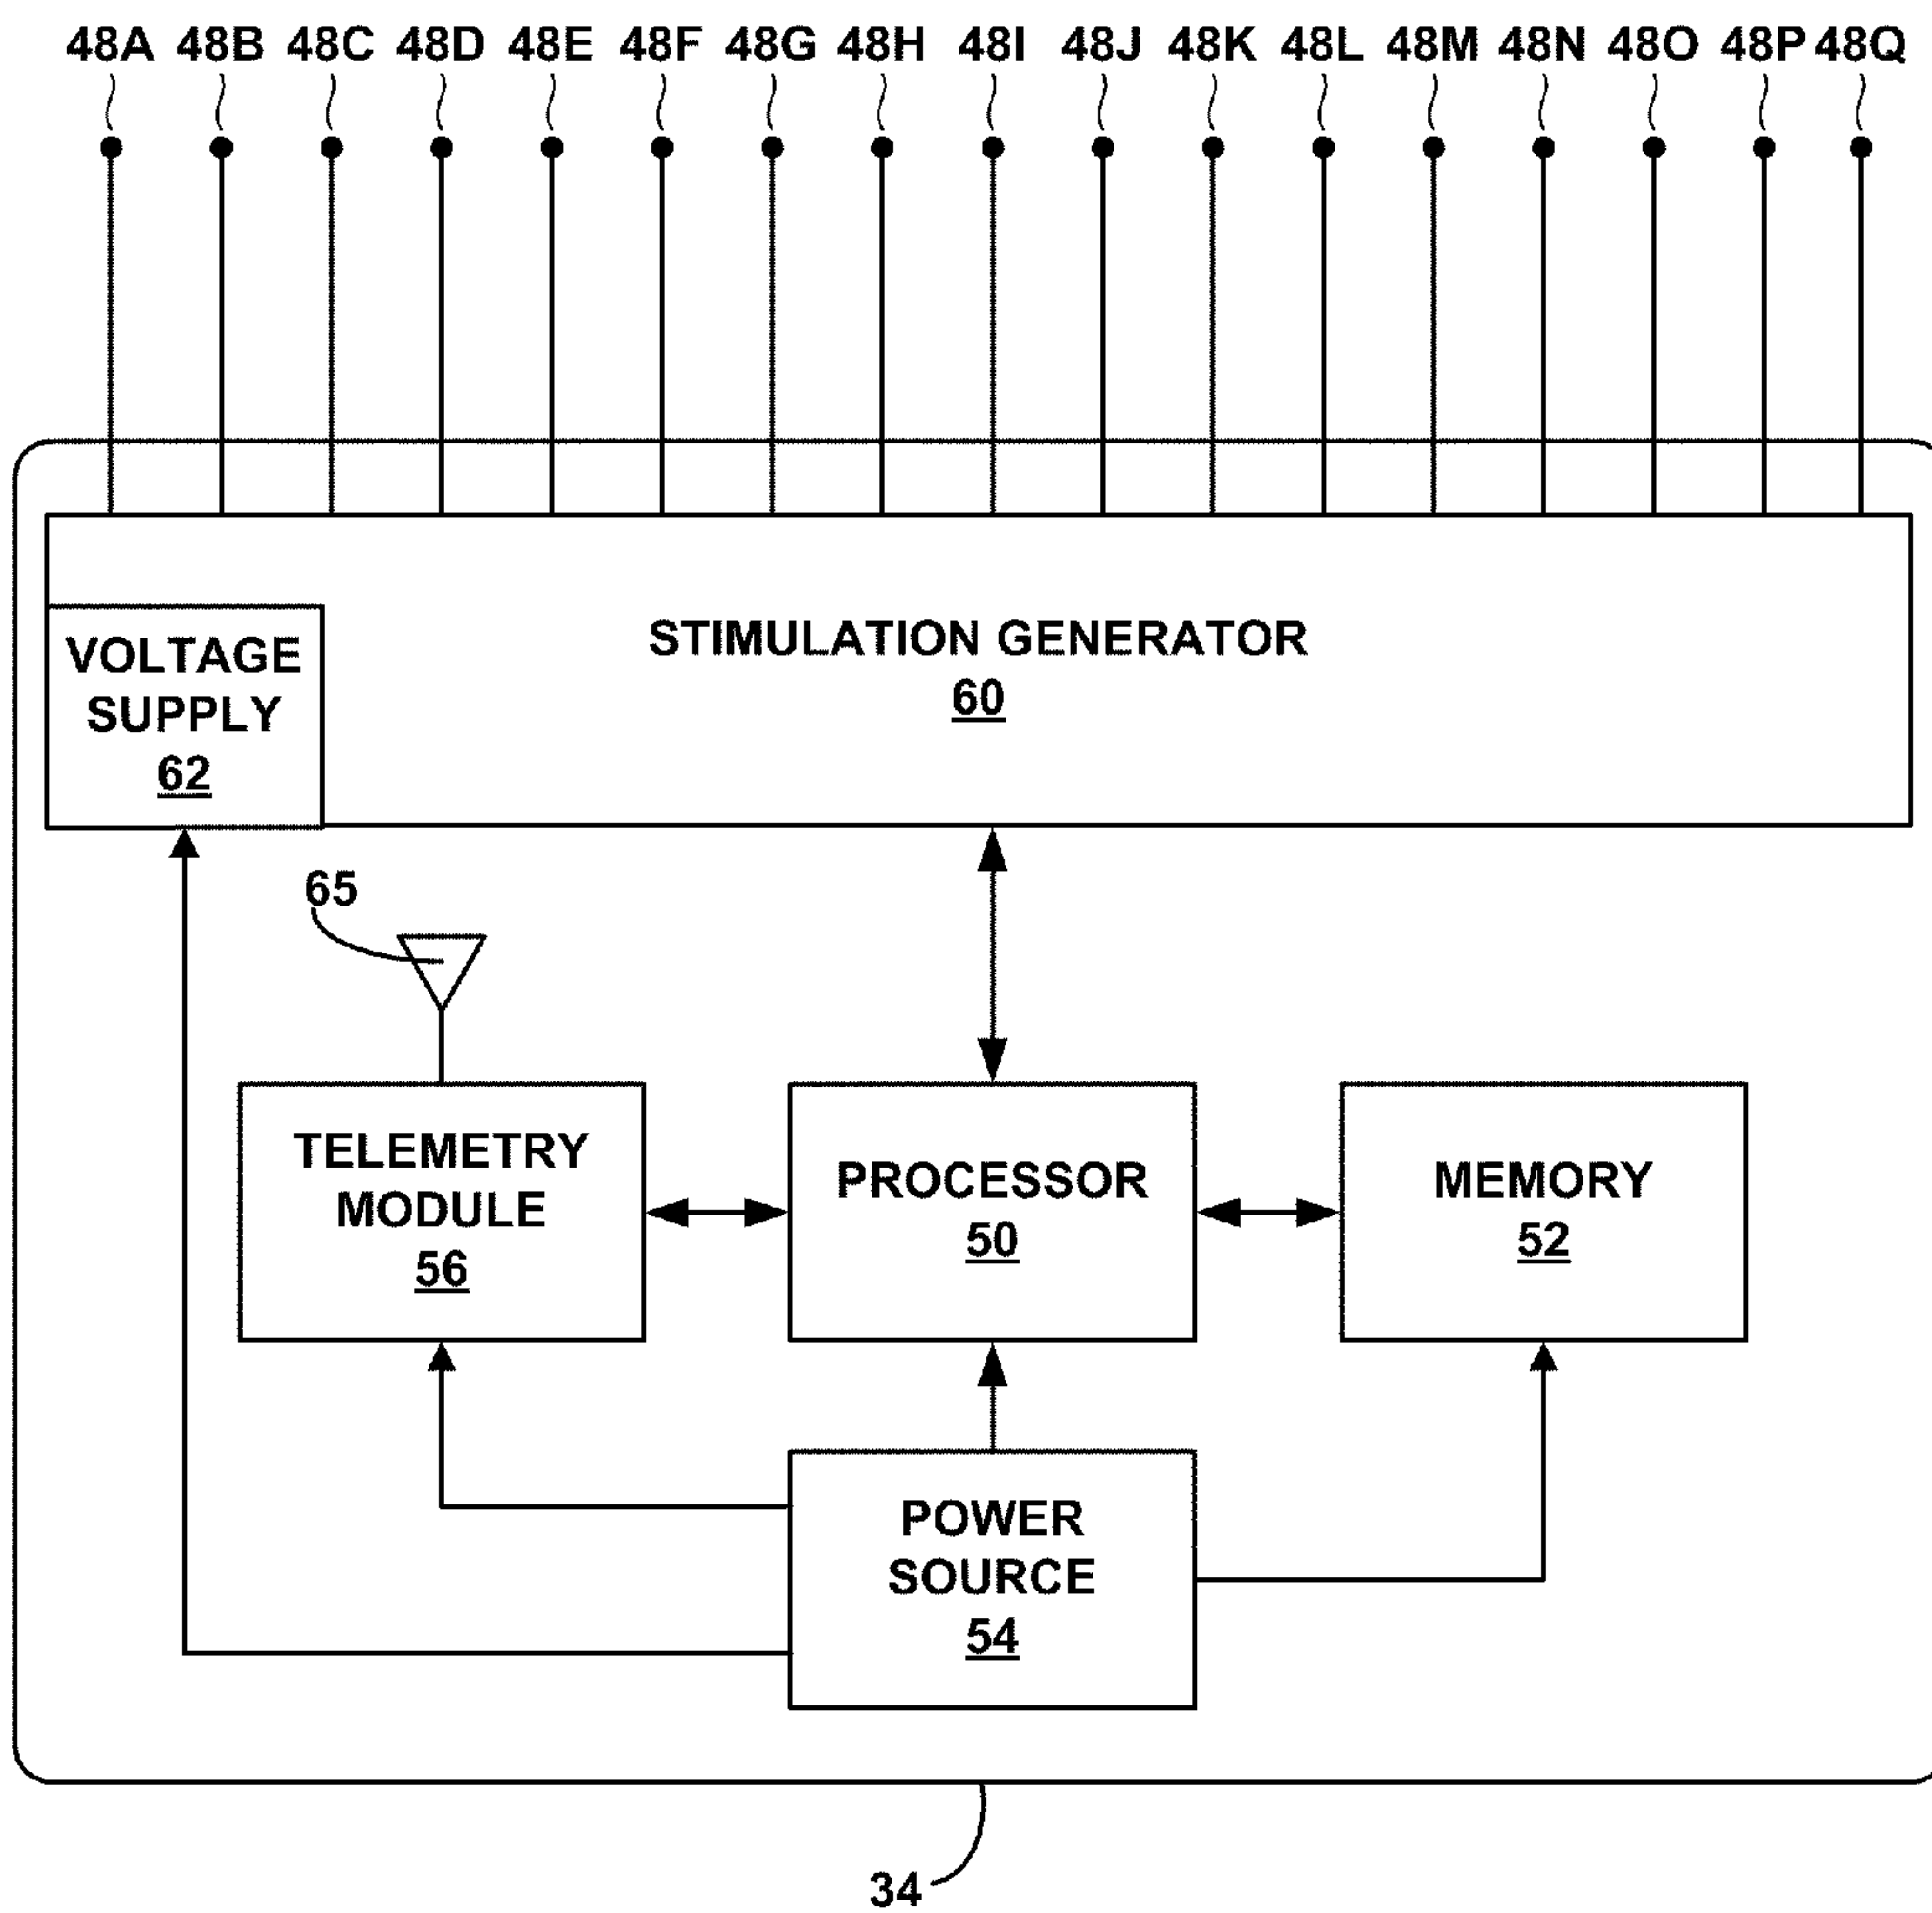 48A 48B 48C 48D 48E 48F 48G 48H 48I 48J 48K 48L 48M 48N 48O 48P 48Q
STIMULATION GENERATOR
60
VOLTAGE
SUPPLY
62
65
TELEMETRY
MODULE
56
PROCESSOR
50
MEMORY
52
POWER
SOURCE
54
34